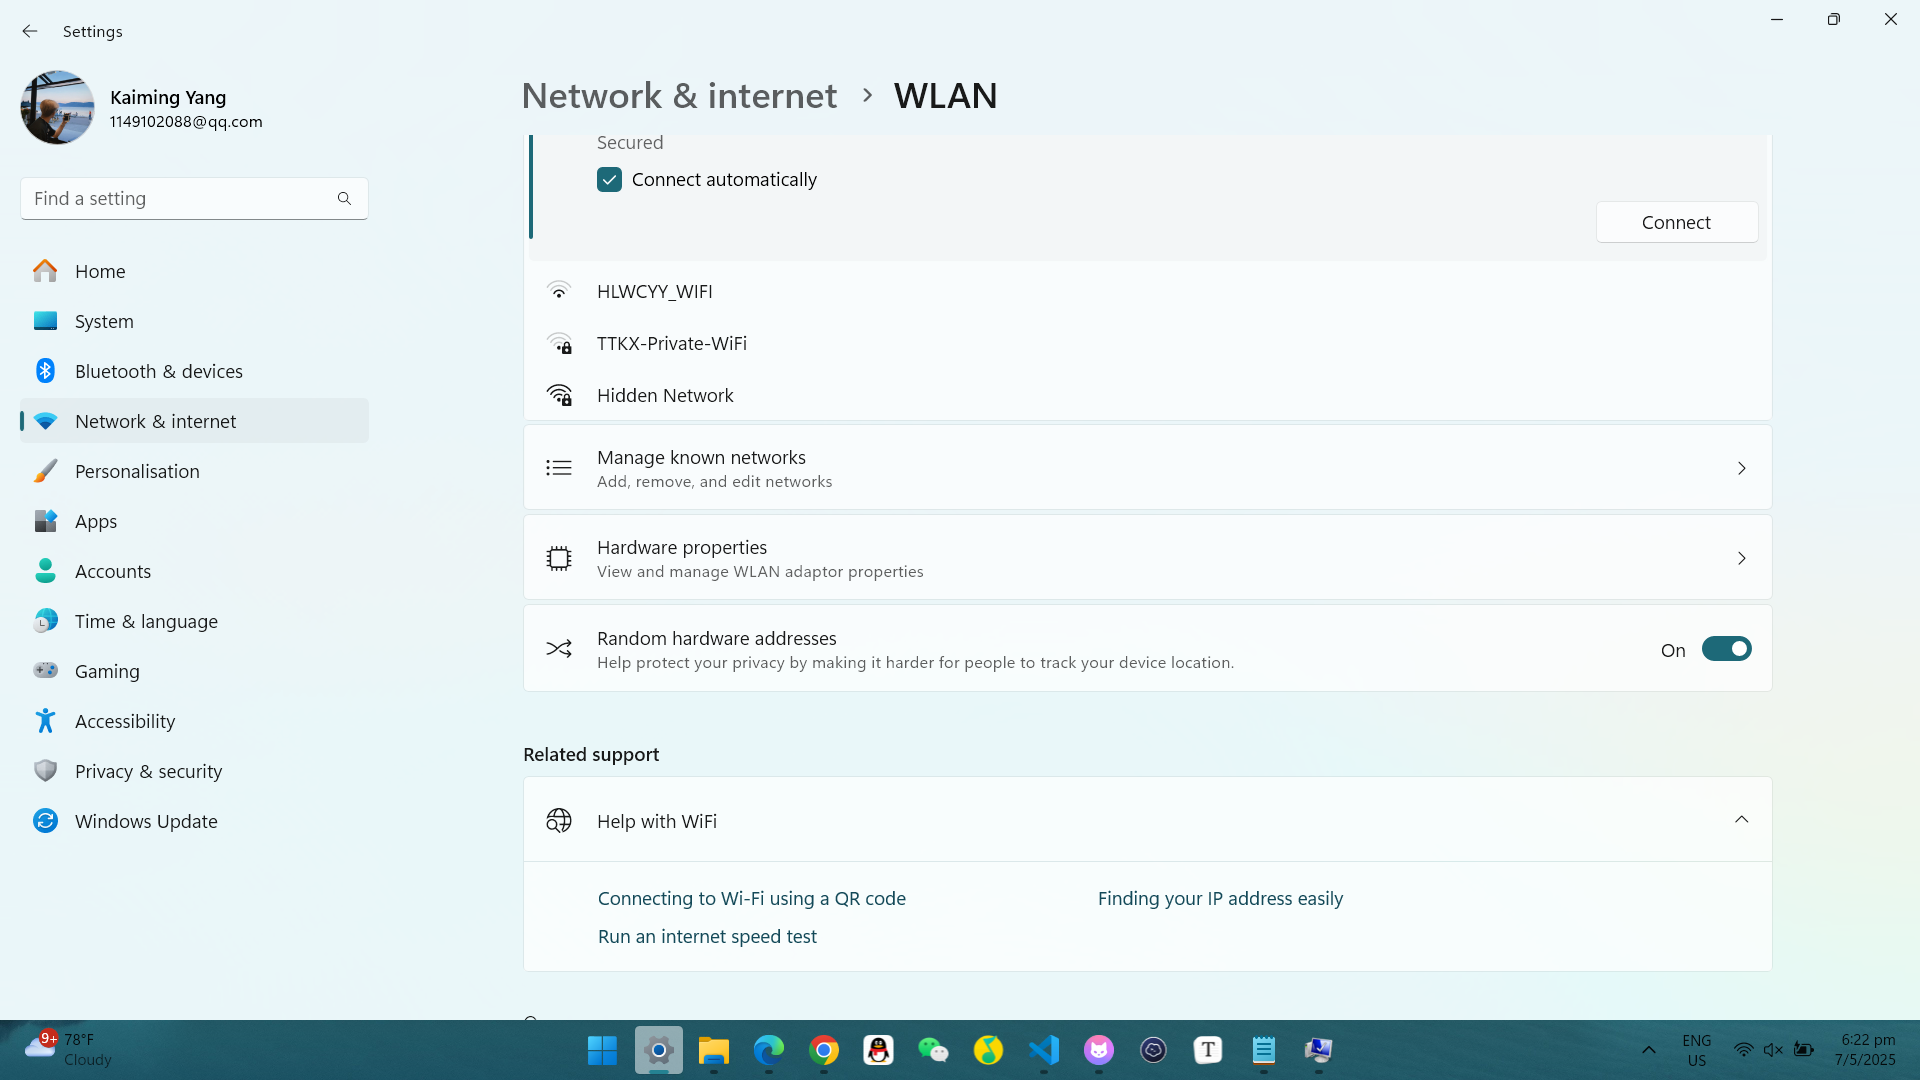 Settings
Kaiming Yang
1149102088@qq.com
Find a setting
Home
System
Bluetooth & devices
Network & internet
Personalisation
Apps
Accounts
Time & language
Gaming
Accessibility
Privacy & security
Windows Update
Network & internet > WLAN
Secured
Connect automatically
Connect
HLWCYY_WIFI
TTKX-Private-WiFi
Hidden Network
Manage known networks
Add, remove, and edit networks
Hardware properties
View and manage WLAN adaptor properties
Random hardware addresses
Help protect your privacy by making it harder for people to track your device location.
On
Related support
Help with WiFi
Connecting to Wi-Fi using a QR code
Finding your IP address easily
Run an internet speed test
9+
78°F
Cloudy
T
ENG
US
6:22 pm
7/5/2025